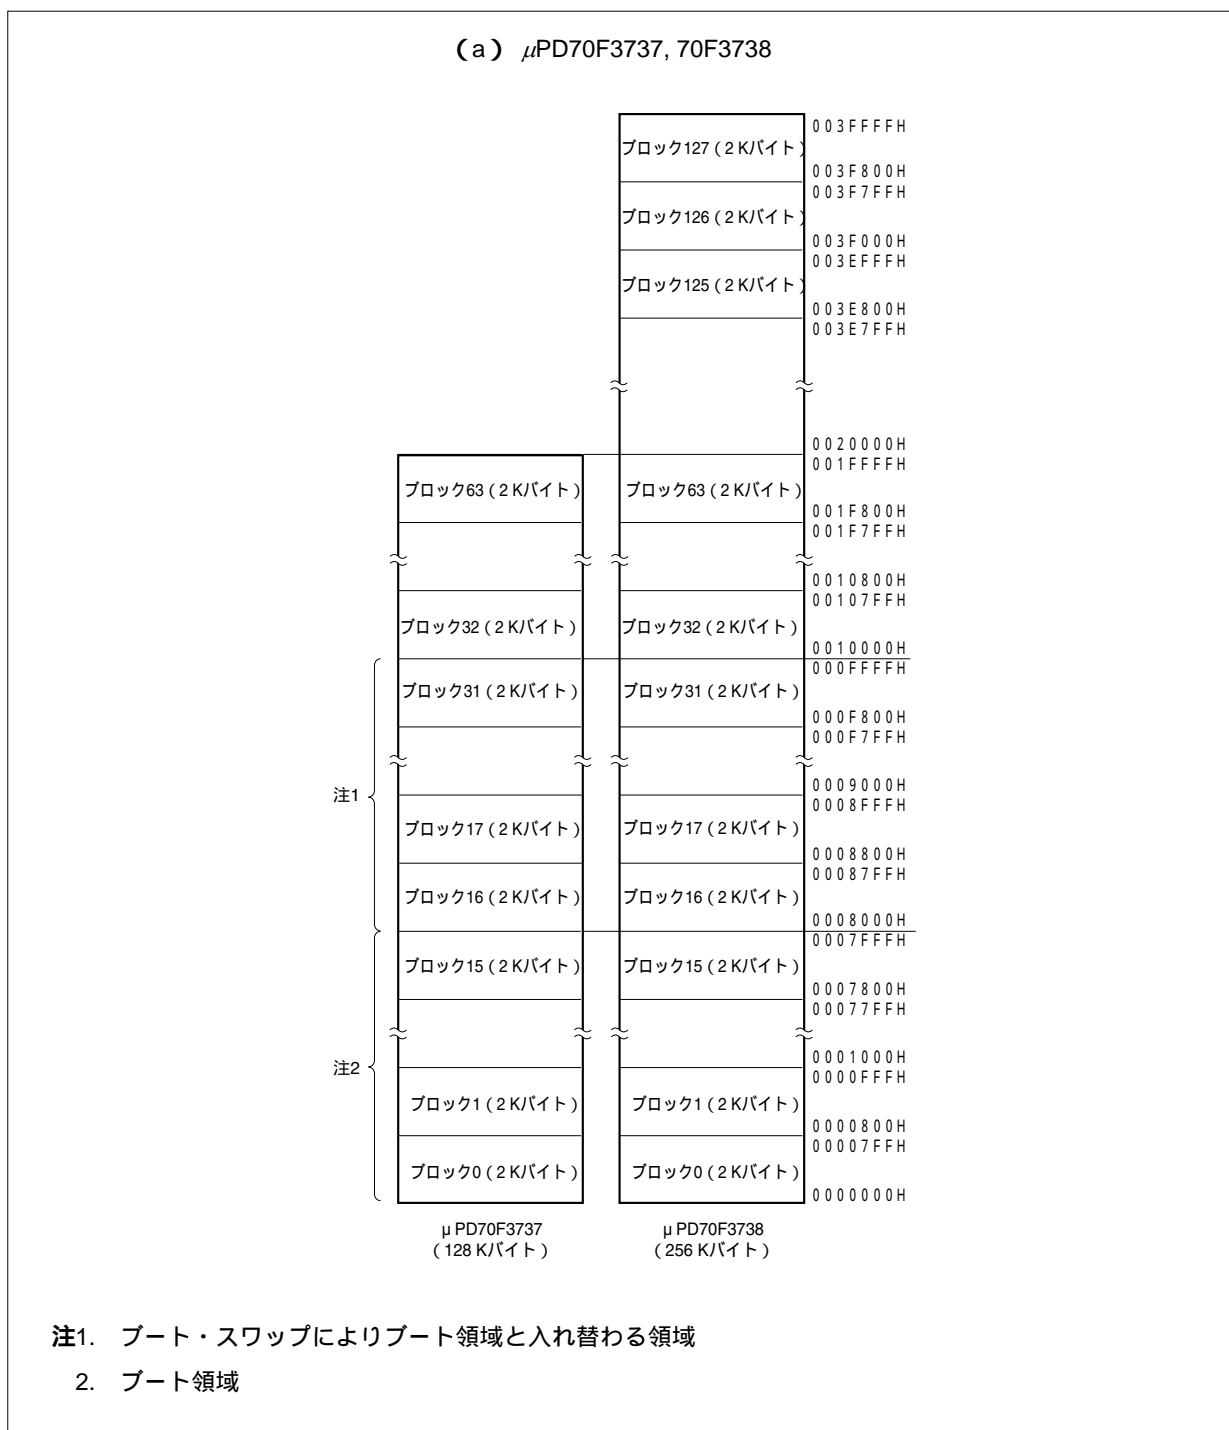 (a) μPD70F3737, 70F3738
003FFFFH
ブロック127(2 Kバイト)
003F800H
003F7FFH
ブロック126(2 Kバイト)
003F000H
003EFFFH
ブロック125(2 Kバイト)
003E800H
003E7FFH
0020000H
001FFFFH
ブロック63(2 Kバイト) ブロック63(2 Kバイト)
001F800H
001F7FFH
0010800H
00107FFH
ブロック32(2 Kバイト) ブロック32(2 Kバイト)
0010000H
000FFFFH
ブロック31(2 Kバイト) ブロック31(2 Kバイト)
000F800H
000F7FFH
0009000H
注1 0008FFFH
ブロック17(2 Kバイト) ブロック17(2 Kバイト)
0008800H
00087FFH
ブロック16(2 Kバイト) ブロック16(2 Kバイト)
0008000H
0007FFFH
ブロック15(2 Kバイト) ブロック15(2 Kバイト)
0007800H
00077FFH
0001000H
注2 0000FFFH
ブロック1(2 Kバイト) ブロック1(2 Kバイト)
0000800H
00007FFH
ブロック0(2 Kバイト) ブロック0(2 Kバイト)
0000000H
μ PD70F3737 μ PD70F3738
(128 Kバイト) (256 Kバイト)
注1. ブート・スワップによりブート領域と入れ替わる領域
2. ブート領域